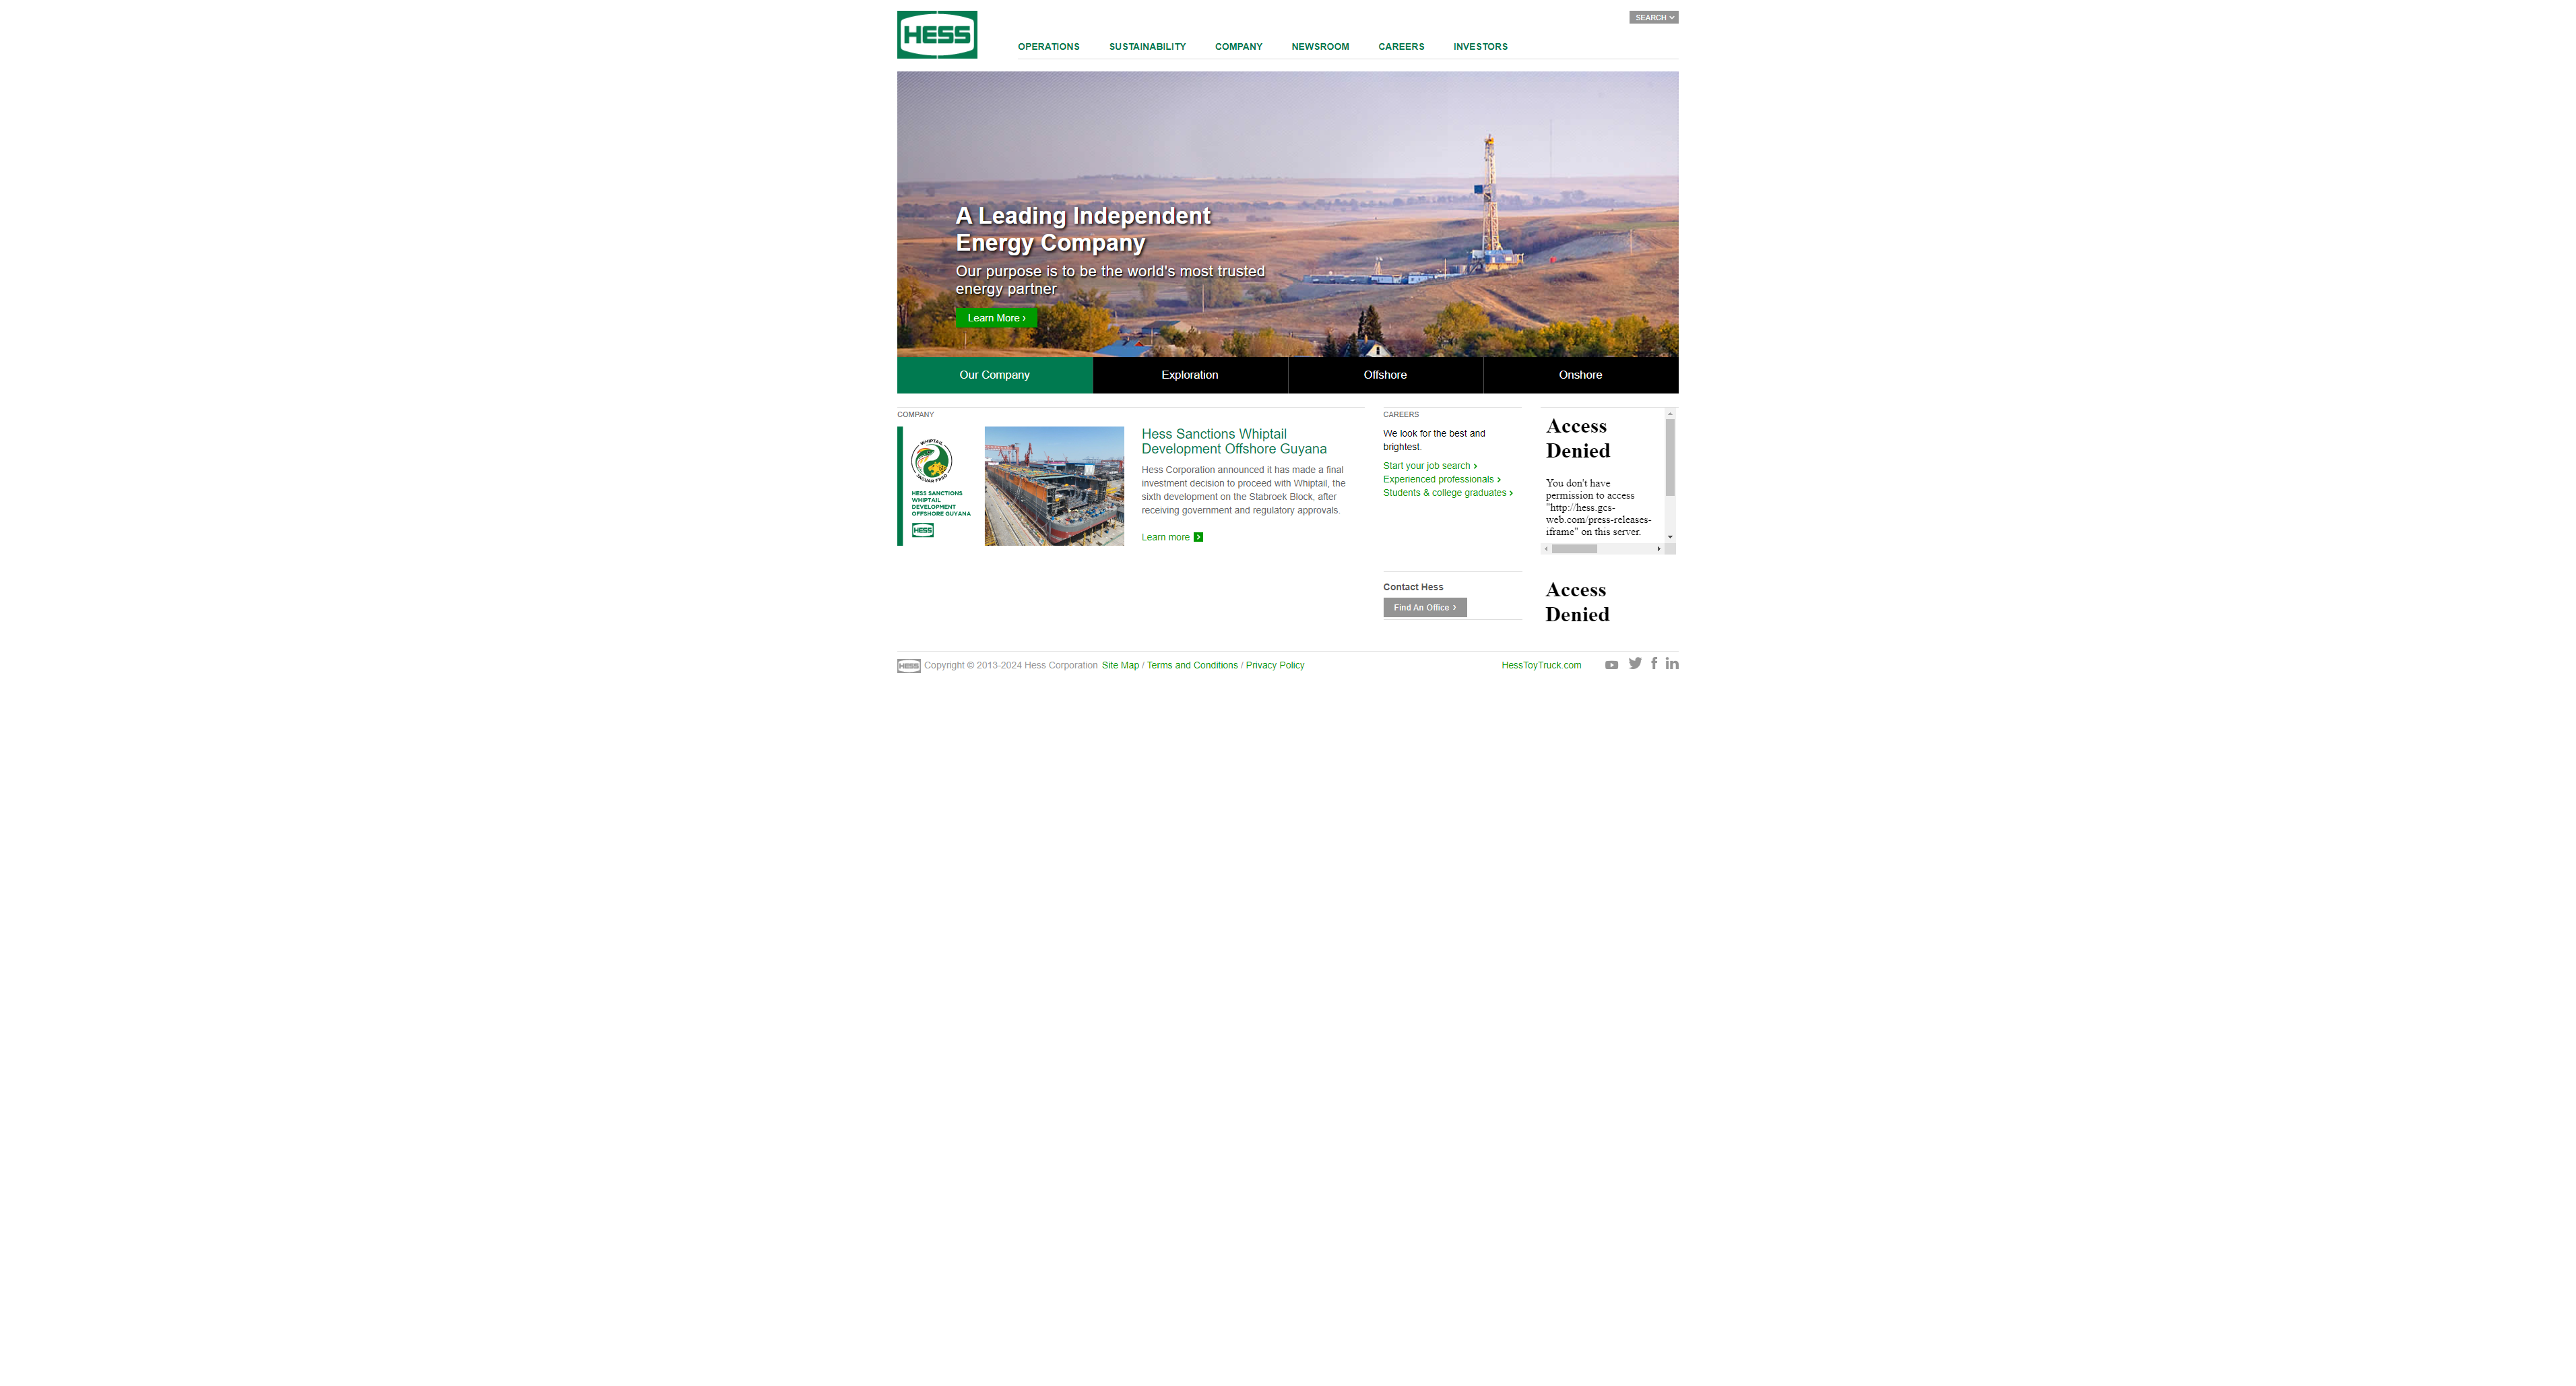 HESS
SEARCH
OPERATIONS SUSTAINABILITY COMPANY NEWSROOM CAREERS INVESTORS
A Leading Independent
Energy Company
Our purpose is to be the world's most trusted
energy partner
Learn More ›
Our Company Exploration Offshore Onshore
COMPANY
WHIPTAIL
JAGUAR FPSO
HESS SANCTIONS
WHIPTAIL
DEVELOPMENT
OFFSHORE GUYANA
HESS
Hess Sanctions Whiptail
Development Offshore Guyana
Hess Corporation announced it has made a final
investment decision to proceed with Whiptail, the
sixth development on the Stabroek Block, after
receiving government and regulatory approvals.
Learn more
CAREERS
We look for the best and
brightest.
Start your job search ›
Experienced professionals ›
Students & college graduates ›
Access
Denied
You don't have
permission to access
"http://hess.gcs-
web.com/press-releases-
iframe" on this server.
Contact Hess
Find An Office ›
Access
Denied
HESS Copyright © 2013-2024 Hess Corporation Site Map / Terms and Conditions / Privacy Policy
HessToyTruck.com